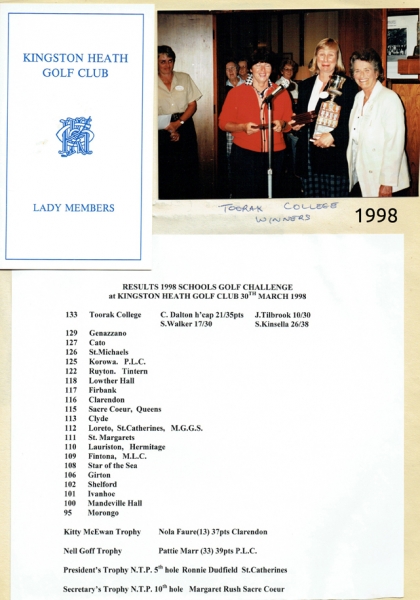 KINGSTON HEATH
GOLF CLUB
LADY MEMBERS
TOORAK COLLEGE
WINNERS
1998
RESULTS 1998 SCHOOLS GOLF CHALLENGE
at KINGSTON HEATH GOLF CLUB 30TH MARCH 1998
133 Toorak College C. Dalton h'cap 21/35pts J.Tilbrook 10/30
S.Walker 17/30 S.Kinsella 26/38
129 Genazzano
127 Cato
126 St.Michaels
125 Korowa. P.L.C.
122 Ruyton. Tintern
118 Lowther Hall
117 Firbank
116 Clarendon
115 Sacre Coeur, Queens
113 Clyde
112 Loreto, St.Catherines, M.G.G.S.
111 St. Margarets
110 Lauriston, Hermitage
109 Fintona, M.L.C.
108 Star of the Sea
106 Girton
102 Shelford
101 Ivanhoe
100 Mandeville Hall
95 Morongo
Kitty McEwan Trophy Nola Faure(13) 37pts Clarendon
Nell Goff Trophy Pattie Marr (33) 39pts P.L.C.
President's Trophy N.T.P. 5th hole Ronnie Dudfield St.Catherines
Secretary's Trophy N.T.P. 10th hole Margaret Rush Sacre Coeur